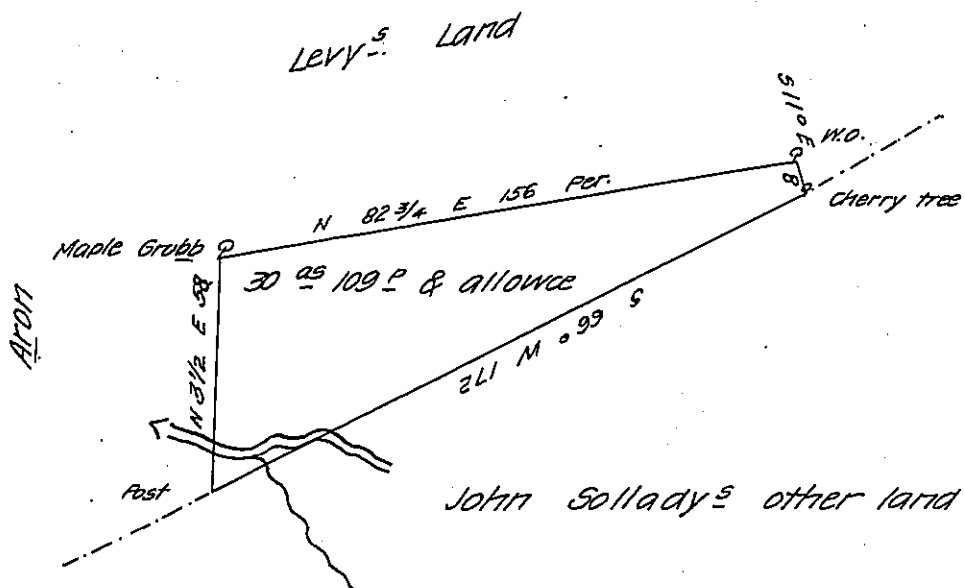 Levy s Land
S 11° E
W.O.
8
Cherry tree
N 82 3/4 E 156 Per.
Maple Grubb
30 as 109 p & allowce
N 3 1/2 E 58
Aron
S 66° W 172
Post
John Sollady s other land